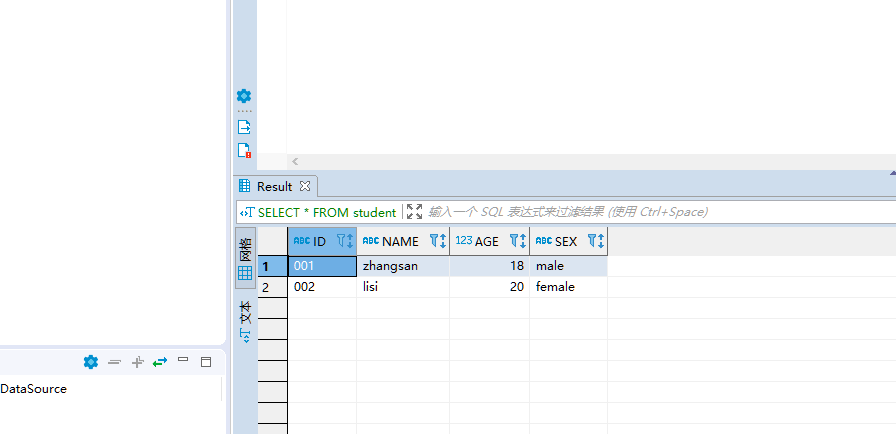 Result
SELECT * FROM student 输入一个 SQL 表达式来过滤结果 (使用 Ctrl+Space)
网格
文本
ABC ID ABC NAME 123 AGE ABC SEX
1 001 zhangsan 18 male
2 002 lisi 20 female
DataSource